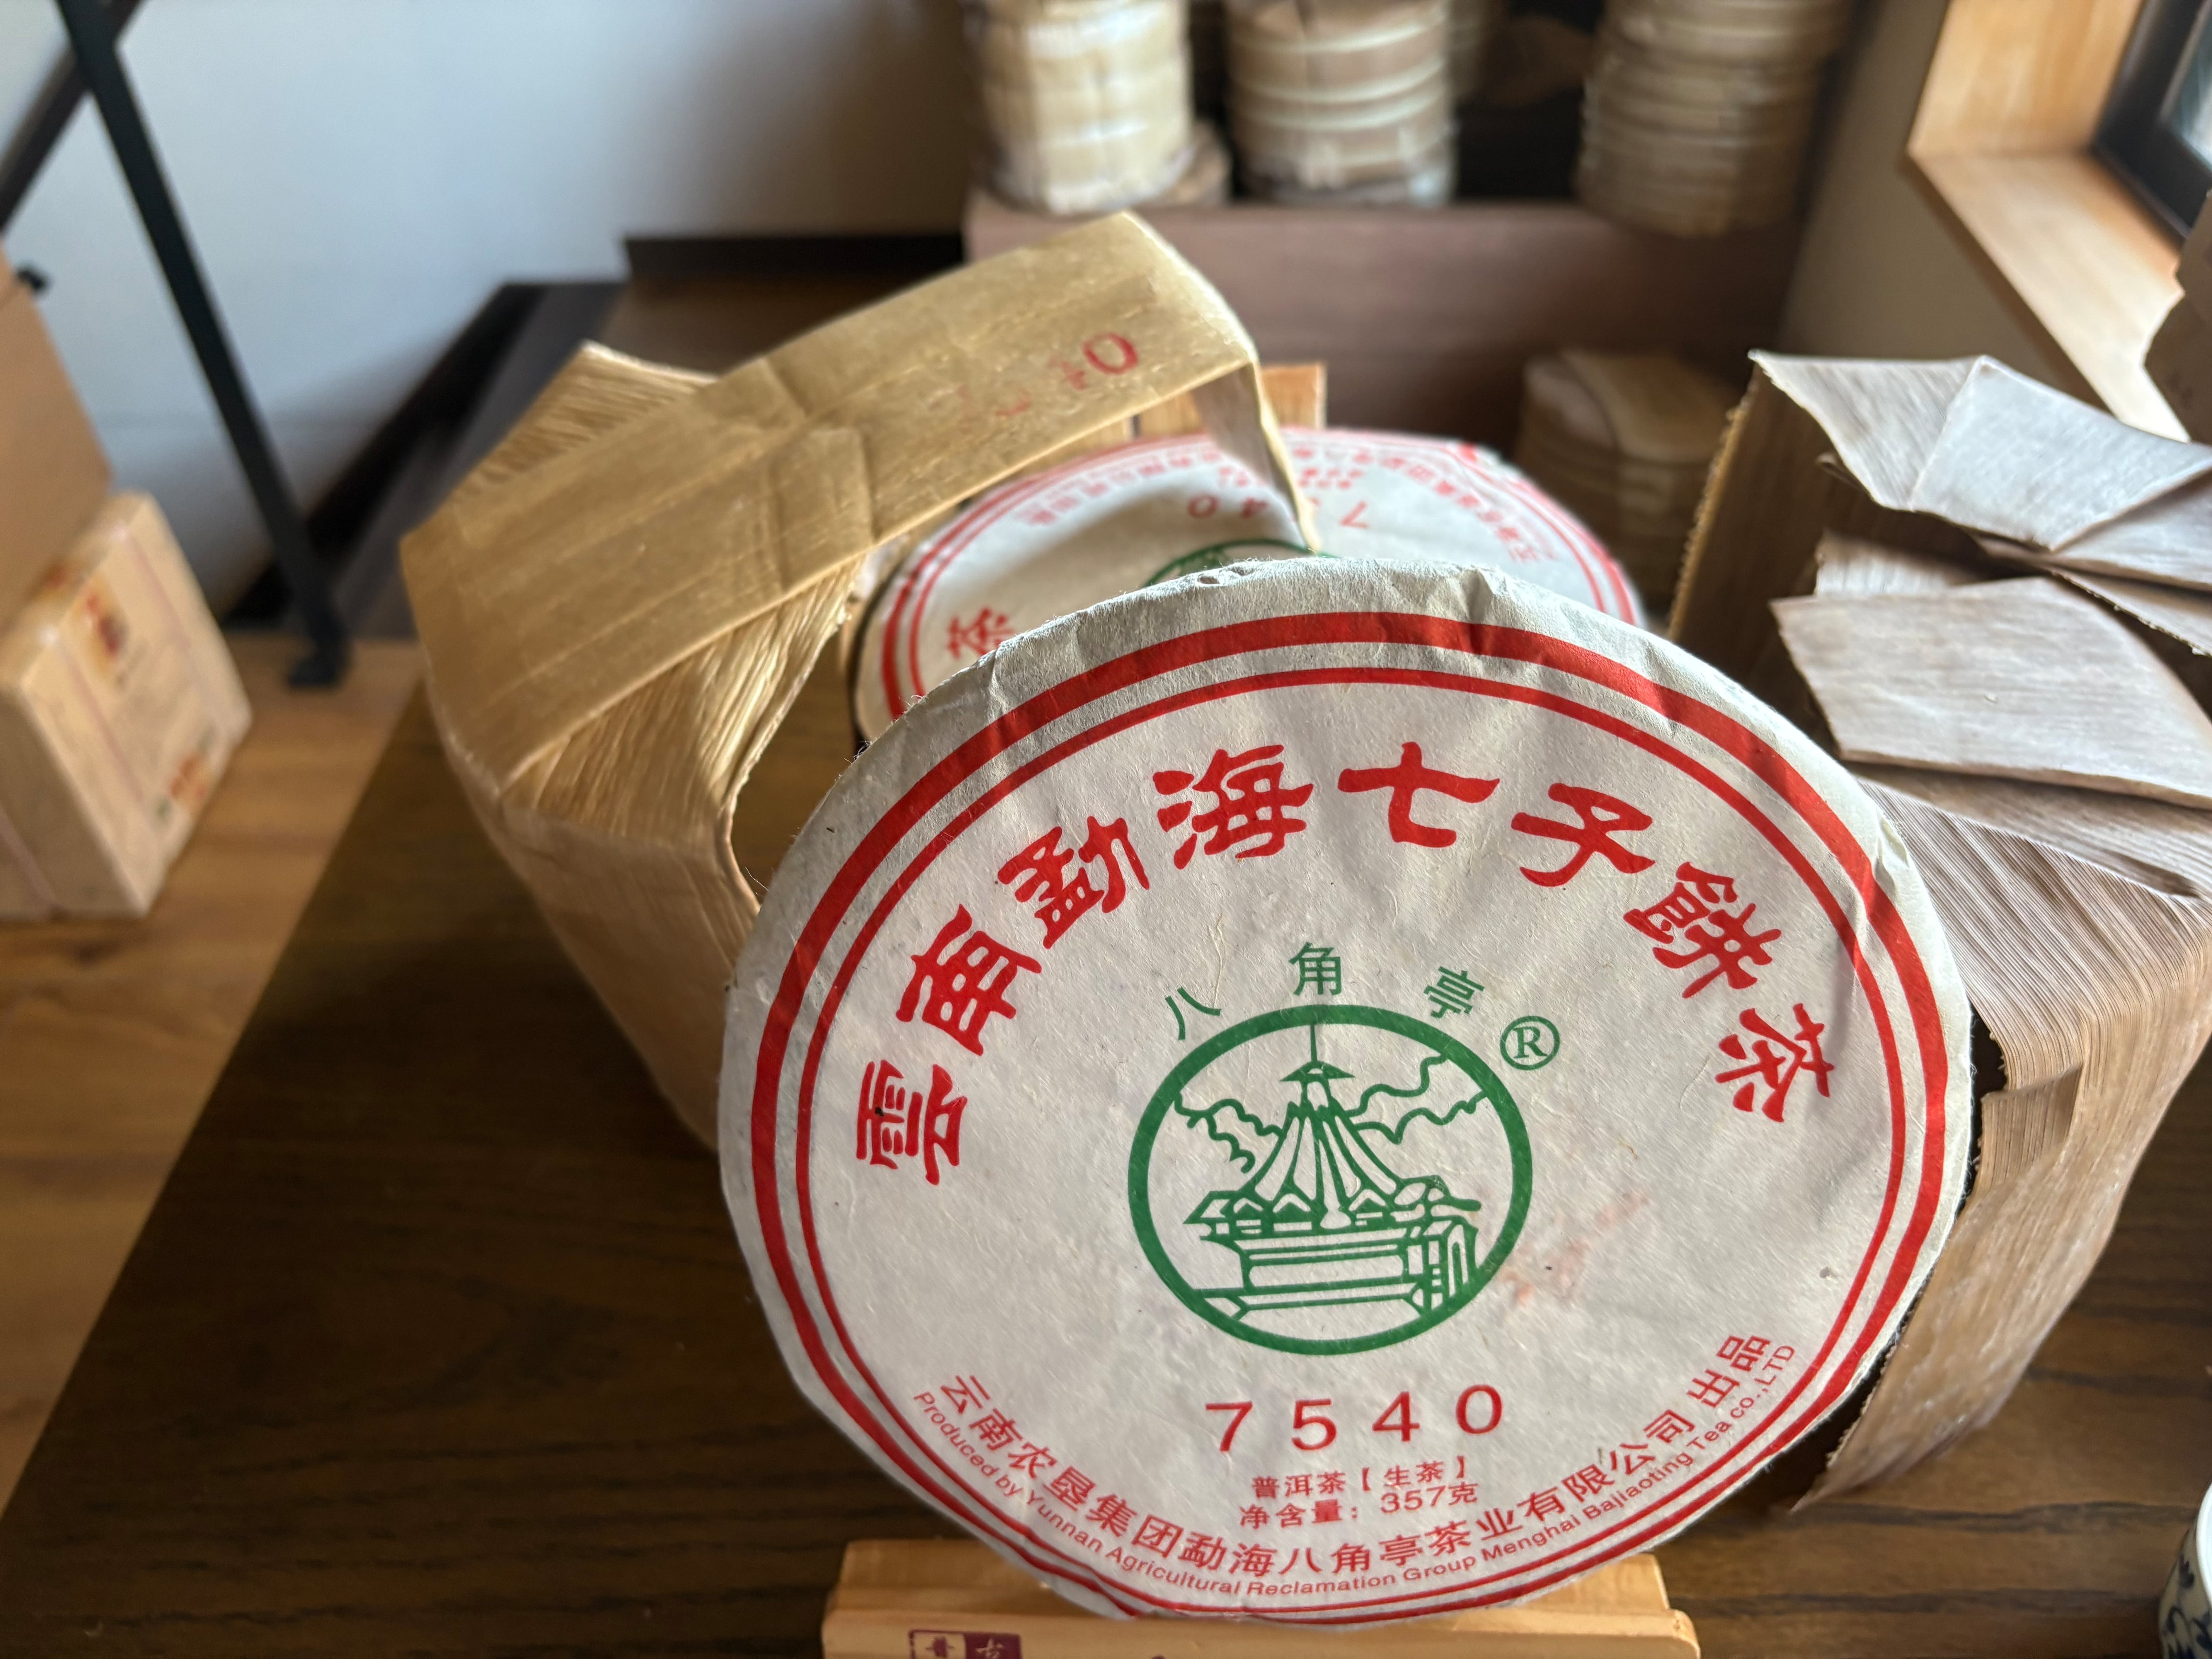 雲南勐海七子餅茶
八角亭®
7540
普洱茶【生茶】
净含量：357克
云南农垦集团勐海八角亭茶业有限公司 出品
Produced by Yunnan Agricultural Reclamation Group Menghai Bajiaoting Tea co.,LTD
茶
7540